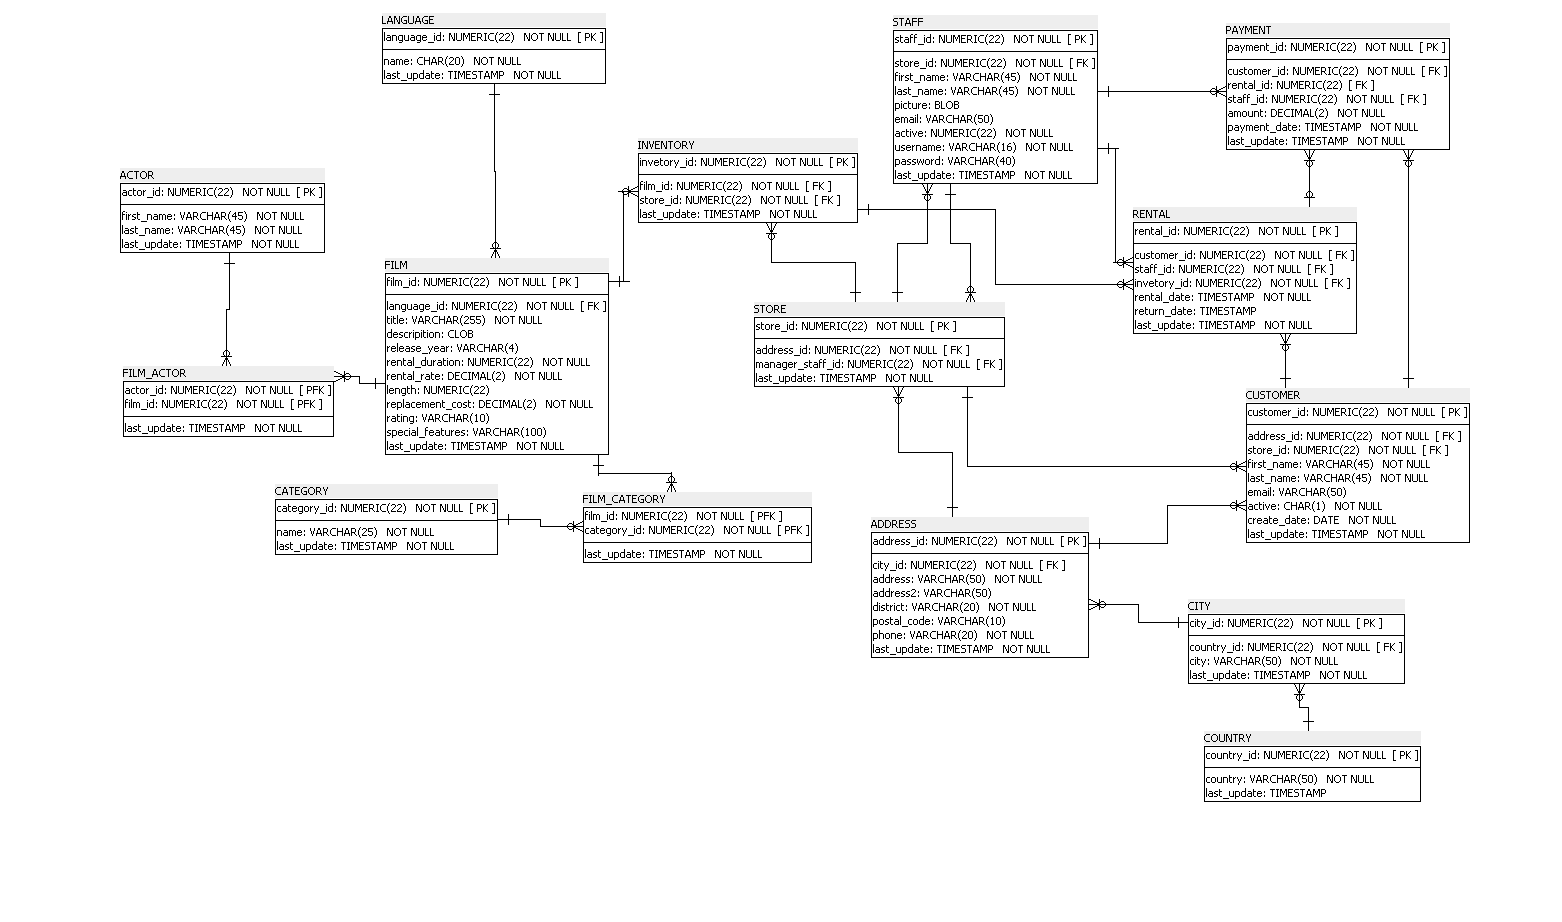 LANGUAGE
language_id: NUMERIC(22) NOT NULL [ PK ]
name: CHAR(20) NOT NULL
last_update: TIMESTAMP NOT NULL
STAFF
staff_id: NUMERIC(22) NOT NULL [ PK ]
store_id: NUMERIC(22) NOT NULL [ FK ]
first_name: VARCHAR(45) NOT NULL
last_name: VARCHAR(45) NOT NULL
picture: BLOB
email: VARCHAR(50)
active: NUMERIC(22) NOT NULL
username: VARCHAR(16) NOT NULL
password: VARCHAR(40)
last_update: TIMESTAMP NOT NULL
PAYMENT
payment_id: NUMERIC(22) NOT NULL [ PK ]
customer_id: NUMERIC(22) NOT NULL [ FK ]
rental_id: NUMERIC(22) [ FK ]
staff_id: NUMERIC(22) NOT NULL [ FK ]
amount: DECIMAL(2) NOT NULL
payment_date: TIMESTAMP NOT NULL
last_update: TIMESTAMP NOT NULL
INVENTORY
invetory_id: NUMERIC(22) NOT NULL [ PK ]
film_id: NUMERIC(22) NOT NULL [ FK ]
store_id: NUMERIC(22) NOT NULL [ FK ]
last_update: TIMESTAMP NOT NULL
ACTOR
actor_id: NUMERIC(22) NOT NULL [ PK ]
first_name: VARCHAR(45) NOT NULL
last_name: VARCHAR(45) NOT NULL
last_update: TIMESTAMP NOT NULL
RENTAL
rental_id: NUMERIC(22) NOT NULL [ PK ]
customer_id: NUMERIC(22) NOT NULL [ FK ]
staff_id: NUMERIC(22) NOT NULL [ FK ]
invetory_id: NUMERIC(22) NOT NULL [ FK ]
rental_date: TIMESTAMP NOT NULL
return_date: TIMESTAMP
last_update: TIMESTAMP NOT NULL
FILM
film_id: NUMERIC(22) NOT NULL [ PK ]
language_id: NUMERIC(22) NOT NULL [ FK ]
title: VARCHAR(255) NOT NULL
descripition: CLOB
release_year: VARCHAR(4)
rental_duration: NUMERIC(22) NOT NULL
rental_rate: DECIMAL(2) NOT NULL
length: NUMERIC(22)
replacement_cost: DECIMAL(2) NOT NULL
rating: VARCHAR(10)
special_features: VARCHAR(100)
last_update: TIMESTAMP NOT NULL
STORE
store_id: NUMERIC(22) NOT NULL [ PK ]
address_id: NUMERIC(22) NOT NULL [ FK ]
manager_staff_id: NUMERIC(22) NOT NULL [ FK ]
last_update: TIMESTAMP NOT NULL
FILM_ACTOR
actor_id: NUMERIC(22) NOT NULL [ PFK ]
film_id: NUMERIC(22) NOT NULL [ PFK ]
last_update: TIMESTAMP NOT NULL
CUSTOMER
customer_id: NUMERIC(22) NOT NULL [ PK ]
address_id: NUMERIC(22) NOT NULL [ FK ]
store_id: NUMERIC(22) NOT NULL [ FK ]
first_name: VARCHAR(45) NOT NULL
last_name: VARCHAR(45) NOT NULL
email: VARCHAR(50)
active: CHAR(1) NOT NULL
create_date: DATE NOT NULL
last_update: TIMESTAMP NOT NULL
CATEGORY
category_id: NUMERIC(22) NOT NULL [ PK ]
name: VARCHAR(25) NOT NULL
last_update: TIMESTAMP NOT NULL
FILM_CATEGORY
film_id: NUMERIC(22) NOT NULL [ PFK ]
category_id: NUMERIC(22) NOT NULL [ PFK ]
last_update: TIMESTAMP NOT NULL
ADDRESS
address_id: NUMERIC(22) NOT NULL [ PK ]
city_id: NUMERIC(22) NOT NULL [ FK ]
address: VARCHAR(50) NOT NULL
address2: VARCHAR(50)
district: VARCHAR(20) NOT NULL
postal_code: VARCHAR(10)
phone: VARCHAR(20) NOT NULL
last_update: TIMESTAMP NOT NULL
CITY
city_id: NUMERIC(22) NOT NULL [ PK ]
country_id: NUMERIC(22) NOT NULL [ FK ]
city: VARCHAR(50) NOT NULL
last_update: TIMESTAMP NOT NULL
COUNTRY
country_id: NUMERIC(22) NOT NULL [ PK ]
country: VARCHAR(50) NOT NULL
last_update: TIMESTAMP